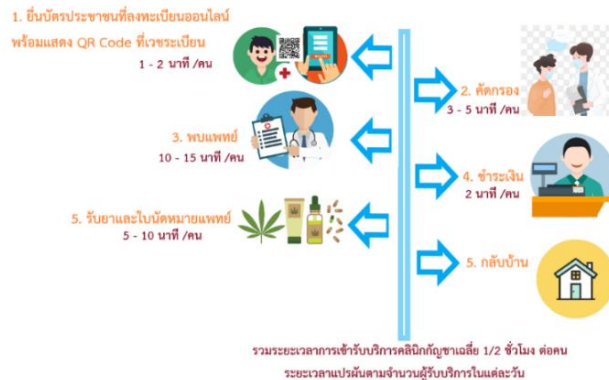 1. ยื่นบัตรประชาชนที่ลงทะเบียนออนไลน์
พร้อมแสดง QR Code ที่เวชระเบียน
1 - 2 นาที /คน
2. คัดกรอง
3 - 5 นาที /คน
3. พบแพทย์
10 - 15 นาที /คน
4. ชำระเงิน
2 นาที /คน
5. รับยาและใบนัดหมายแพทย์
5 - 10 นาที /คน
5. กลับบ้าน
รวมระยะเวลาการเข้ารับบริการคลินิกกัญชาเฉลี่ย 1/2 ชั่วโมง ต่อคน
ระยะเวลาแปรผันตามจำนวนผู้รับบริการในแต่ละวัน